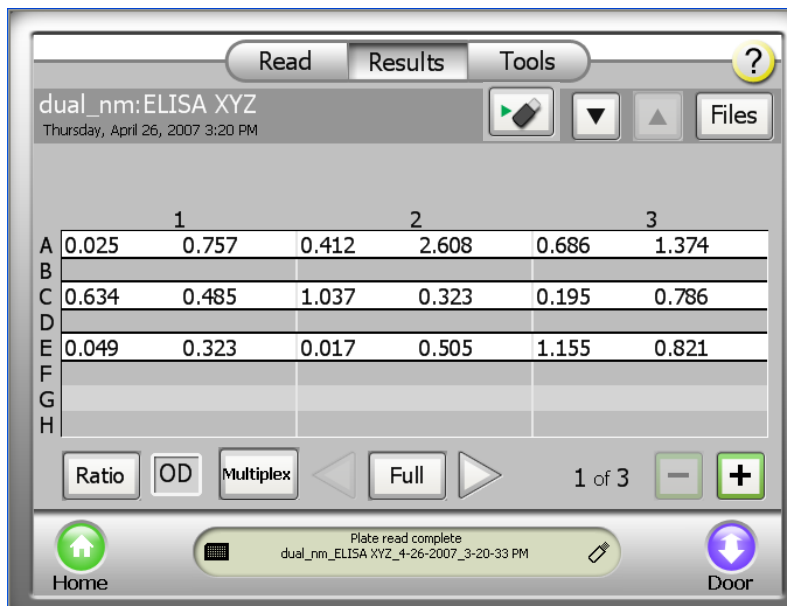 Read Results Tools ?
dual_nm:ELISA XYZ
Thursday, April 26, 2007 3:20 PM
Files
1 2 3
A 0.025 0.757 0.412 2.608 0.686 1.374
B
C 0.634 0.485 1.037 0.323 0.195 0.786
D
E 0.049 0.323 0.017 0.505 1.155 0.821
F
G
H
Ratio OD Multiplex Full 1 of 3 − +
Plate read complete
dual_nm_ELISA XYZ_4-26-2007_3-20-33 PM
Home Door